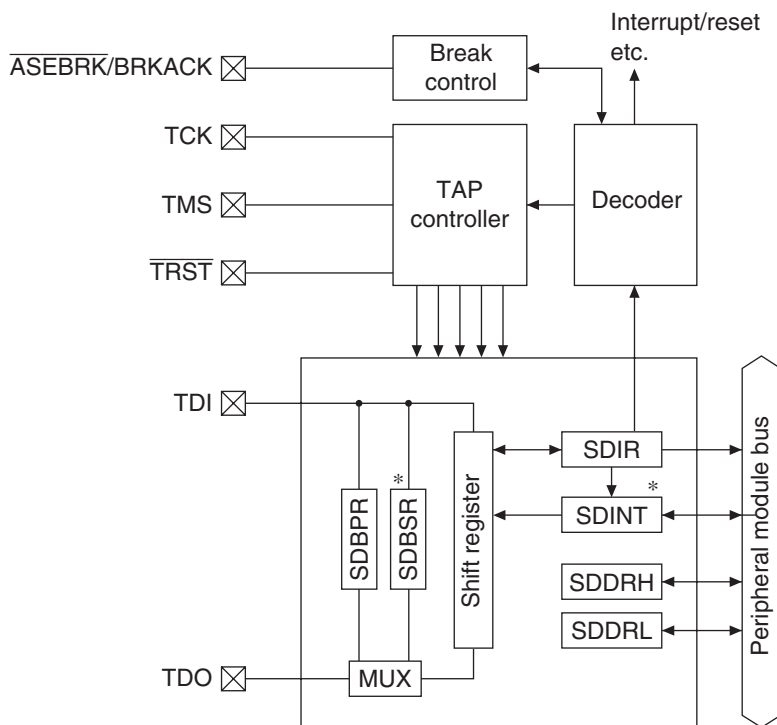 Interrupt/reset
etc.
ASEBRK/BRKACK
Break
control
TCK
TMS
TRST
TAP
controller
Decoder
TDI
SDBPR
*
SDBSR
Shift register
SDIR
*
SDINT
SDDRH
SDDRL
Peripheral module bus
TDO
MUX